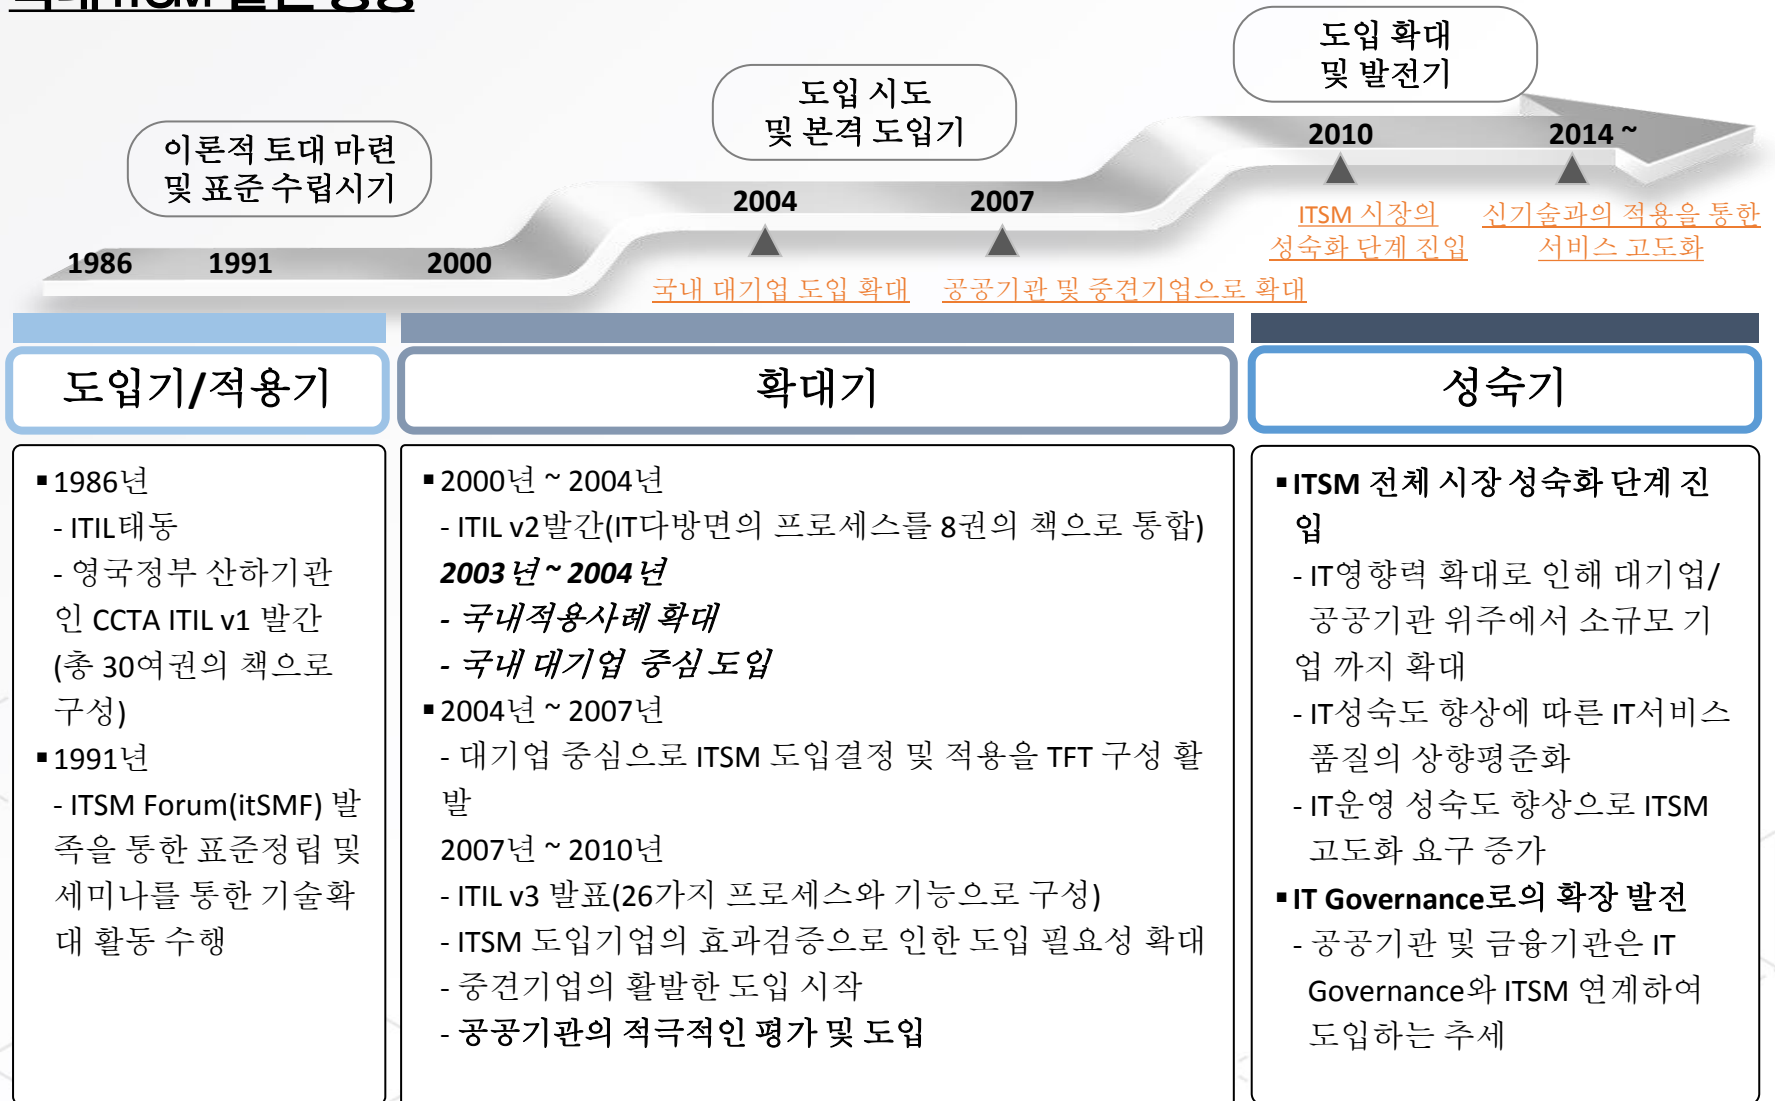 ITSM
도입 확대
및 발전기
도입 시도
및 본격 도입기
이론적 토대 마련
및 표준 수립시기
1986
1991
2000
2004
2007
2010
2014 ~
국내 대기업 도입 확대
공공기관 및 중견기업으로 확대
ITSM 시장의
성숙화 단계 진입
신기술과의 적용을 통한
서비스 고도화
도입기/적용기
확대기
성숙기
▪1986년
- ITIL태동
- 영국정부 산하기관
인 CCTA ITIL v1 발간
(총 30여권의 책으로
구성)
▪1991년
- ITSM Forum(itSMF) 발
족을 통한 표준정립 및
세미나를 통한 기술확
대 활동 수행
▪2000년 ~ 2004년
- ITIL v2발간(IT다방면의 프로세스를 8권의 책으로 통합)
2003년 ~ 2004년
- 국내적용사례 확대
- 국내 대기업 중심 도입
▪2004년 ~ 2007년
- 대기업 중심으로 ITSM 도입결정 및 적용을 TFT 구성 활
발
2007년 ~ 2010년
- ITIL v3 발표(26가지 프로세스와 기능으로 구성)
- ITSM 도입기업의 효과검증으로 인한 도입 필요성 확대
- 중견기업의 활발한 도입 시작
- 공공기관의 적극적인 평가 및 도입
▪ITSM 전체 시장 성숙화 단계 진
입
- IT영향력 확대로 인해 대기업/
공공기관 위주에서 소규모 기
업 까지 확대
- IT성숙도 향상에 따른 IT서비스
품질의 상향평준화
- IT운영 성숙도 향상으로 ITSM
고도화 요구 증가
▪IT Governance로의 확장 발전
- 공공기관 및 금융기관은 IT
Governance와 ITSM 연계하여
도입하는 추세